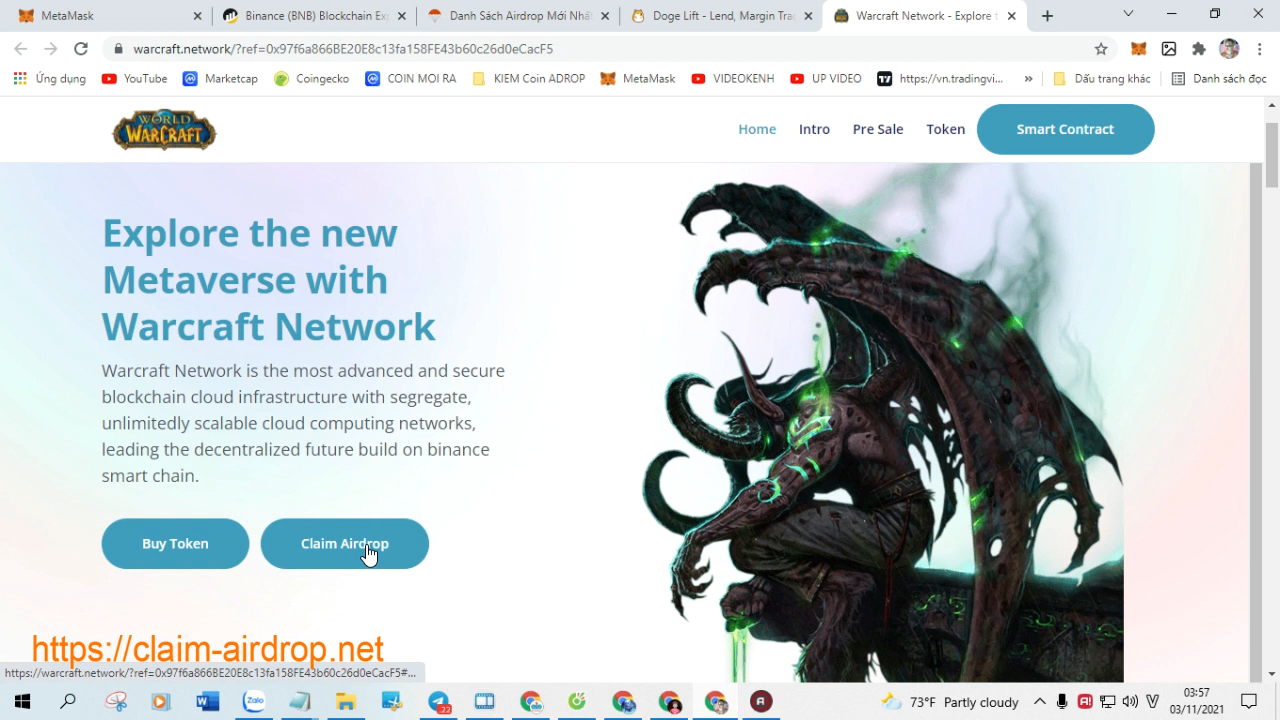 MetaMask
Binance (BNB) Blockchain Exp
Danh Sách Airdrop Mới Nhất
Doge Lift - Lend, Margin Tra
Warcraft Network - Explore t
warcraft.network/?ref=0x97f6a866BE20E8c13fa158FE43b60c26d0eCacF5
Ứng dụng
YouTube
Marketcap
Coingecko
COIN MOI RA
KIEM Coin ADROP
MetaMask
VIDEOKENH
UP VIDEO
https://vn.tradingvi...
»
Dấu trang khác
Danh sách đọc
WORLD
WARCRAFT
Home
Intro
Pre Sale
Token
Smart Contract
Explore the new
Metaverse with
Warcraft Network
Warcraft Network is the most advanced and secure
blockchain cloud infrastructure with segregate,
unlimitedly scalable cloud computing networks,
leading the decentralized future build on binance
smart chain.
Buy Token
Claim Airdrop
https://claim-airdrop.net
https://warcraft.network/?ref=0x97f6a866BE20E8c13fa158FE43b60c26d0eCacF5#...
Zalo
22
73°F Partly cloudy
03:57
03/11/2021